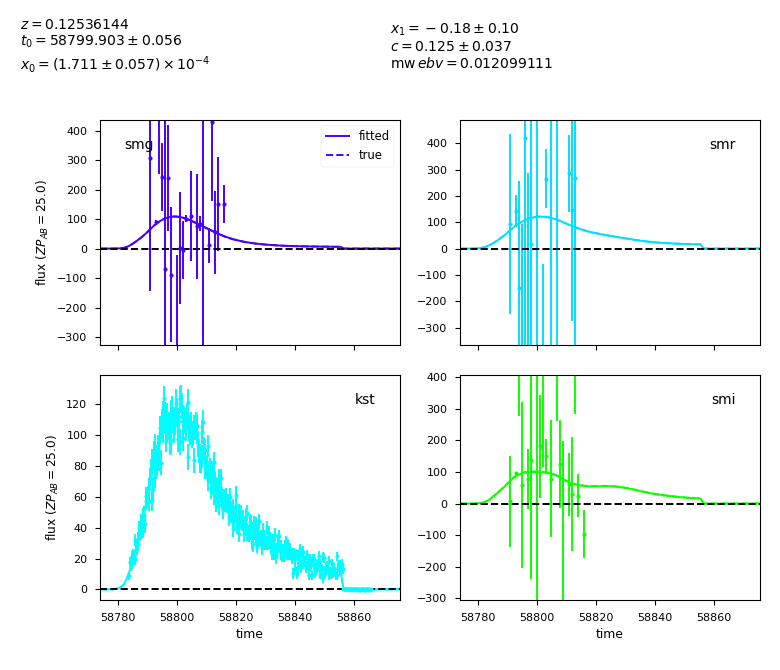 z = 0.12536144
t₀ = 58799.903 ± 0.056
x₀ = (1.711 ± 0.057) × 10⁻⁴
x₁ = −0.18 ± 0.10
c = 0.125 ± 0.037
mw ebv = 0.012099111
400
300
200
100
0
−100
−200
−300
flux (ZP_AB = 25.0)
smg
fitted
true
400
300
200
100
0
−100
−200
−300
smr
120
100
80
60
40
20
0
flux (ZP_AB = 25.0)
kst
58780 58800 58820 58840 58860
time
400
300
200
100
0
−100
−200
−300
smi
58780 58800 58820 58840 58860
time